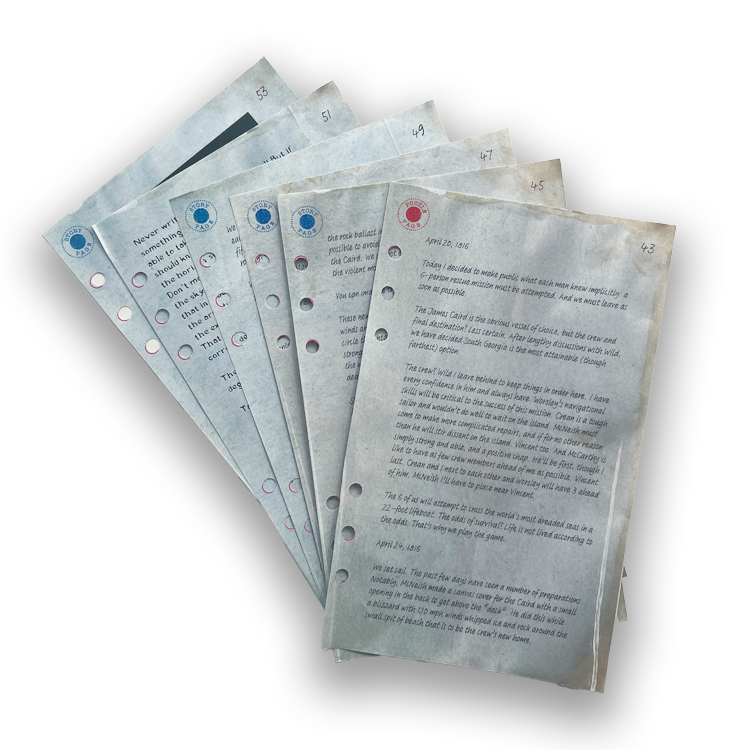 53
STORY PAGE
51
But if
Never
something
able to
should
the
Don't
the
that in
the
the
That
49
STORY PAGE
We
47
STORY PAGE
45
STORY PAGE
the rock ballast
possible to avoid
the Caird. We
the violent
You can
These
winds
circle
strong
the
43
PUZZLE PAGE
April 20, 1916
Today I decided to make public what each man knew implicitly: a
6-person rescue mission must be attempted. And we must leave as
soon as possible.
The James Caird is the obvious vessel of choice, but the crew and
final destination? Less certain. After lengthy discussions with Wild,
we have decided South Georgia is the most attainable (though
farthest) option.
The crew? Wild I leave behind to keep things in order here. I have
every confidence in him and always have. Worsley's navigational
skills will be critical to the success of this mission. Crean is a tough
sailor and wouldn't do well to wait on the island. McNeish must
come to make more complicated repairs, and if for no other reason
than he will stir dissent on the island. Vincent too. And McCarthy is
simply strong and able, and a positive chap. He'll be first, though I
like to have as few crew members ahead of me as possible. Vincent
last. Crean and I next to each other and Worsley will have 3 ahead
of him. McNeish I'll have to place near Vincent.
The 6 of us will attempt to cross the world's most dreaded seas in a
22-foot lifeboat. The odds of survival? Life is not lived according to
the odds. That's why we play the game.
April 24, 1916
We set sail. The past few days have seen a number of preparations.
Notably, McNeish made a canvas cover for the Caird with a small
opening in the back to get above the "deck". He did this while
a blizzard with 120 mph winds whipped ice and rock around the
small spit of beach that is to be the crew's new home.